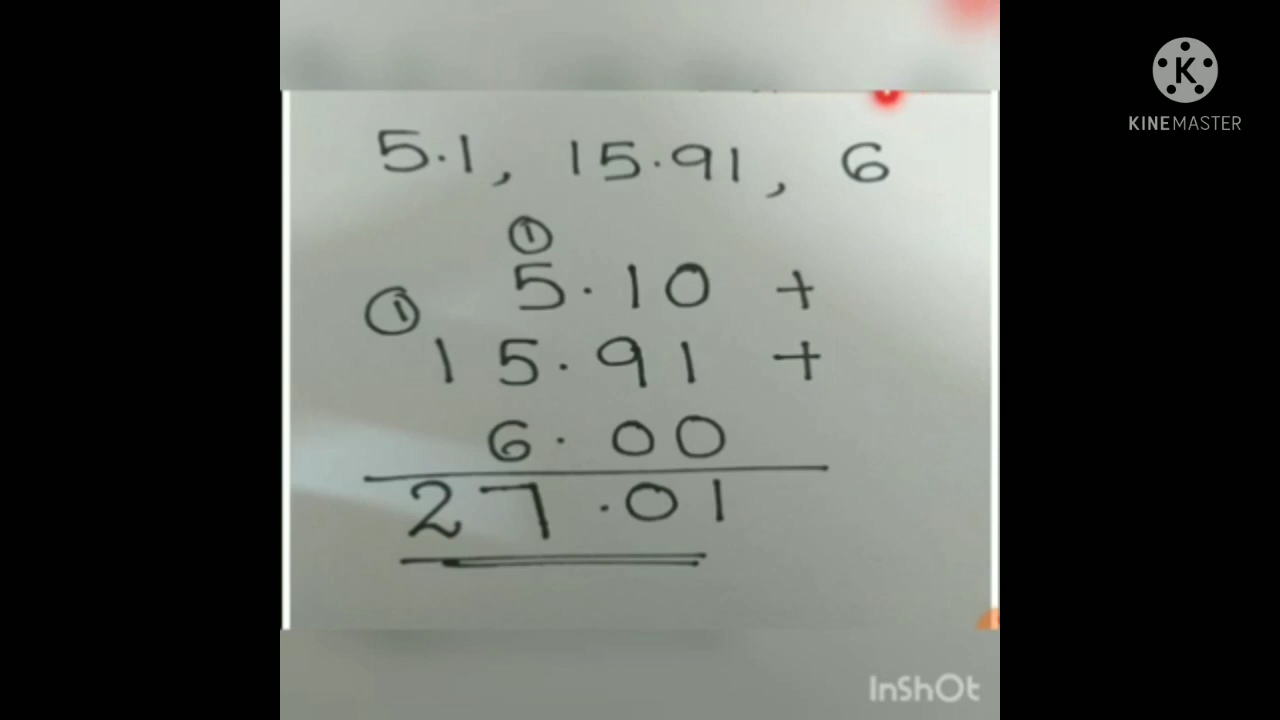 5.1, 15.91, 6
①
5.10 +
①
15.91 +
6.00
27.01
KINEMASTER
InShOt